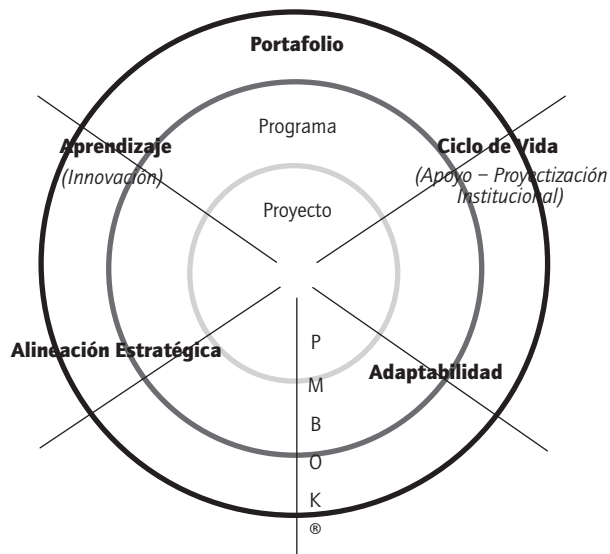 Portafolio
Programa
Aprendizaje
(Innovación)
Ciclo de Vida
(Apoyo – Proyectización
Institucional)
Proyecto
Alineación Estratégica
Adaptabilidad
P
M
B
O
K
®